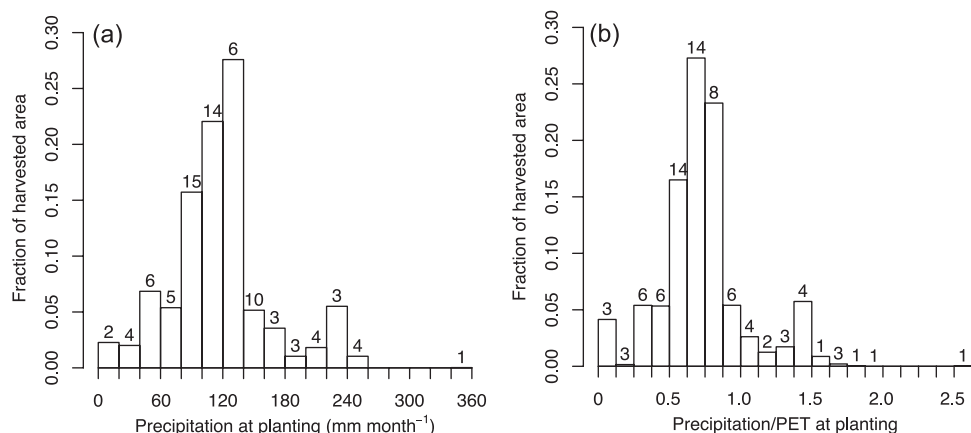 (a)
Fraction of harvested area
0.30
0.25
0.20
0.15
0.10
0.05
0.00
2 4 6 5 15 14 6 10 3 3 4 3 4 1
0 60 120 180 240 300 360
Precipitation at planting (mm month⁻¹)
(b)
Fraction of harvested area
0.30
0.25
0.20
0.15
0.10
0.05
0.00
3 3 6 6 14 14 8 6 4 2 3 4 1 3 1 1 1
0 0.5 1.0 1.5 2.0 2.5
Precipitation/PET at planting